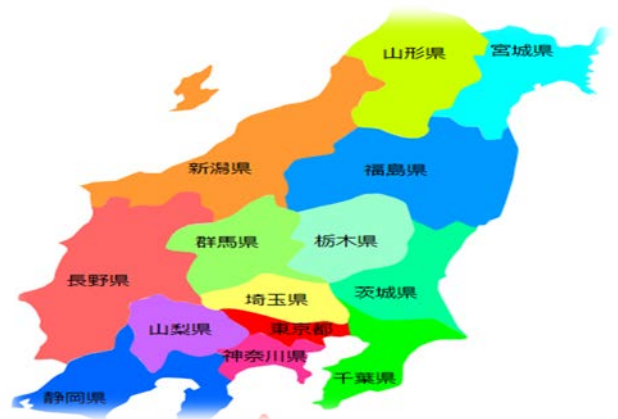 山形県
宮城県
新潟県
福島県
群馬県
栃木県
長野県
茨城県
埼玉県
山梨県
東京都
神奈川県
千葉県
静岡県